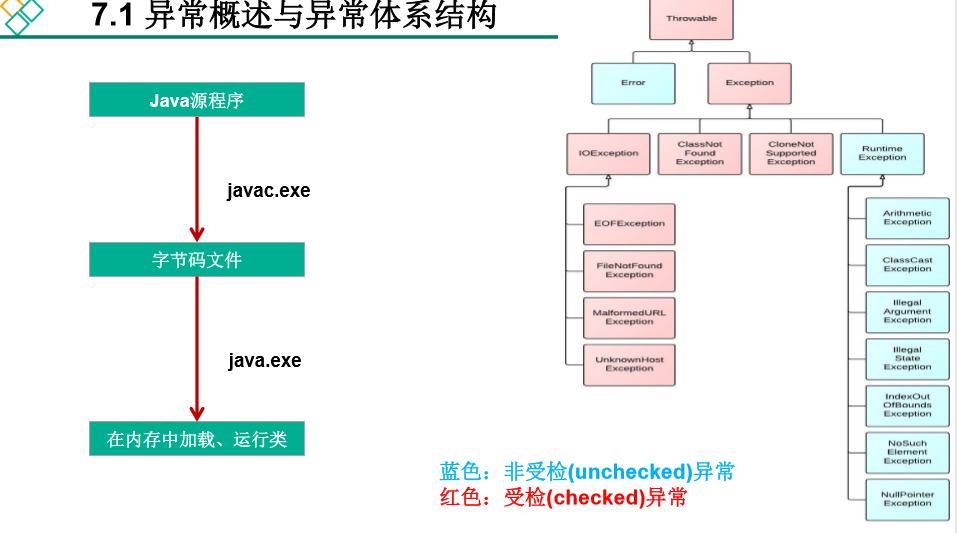 7.1 异常概述与异常体系结构
Java源程序
javac.exe
字节码文件
java.exe
在内存中加载、运行类
Throwable
Error
Exception
IOException
ClassNot
Found
Exception
CloneNot
Supported
Exception
Runtime
Exception
EOFException
FileNotFound
Exception
MalformedURL
Exception
UnknownHost
Exception
Arithmetic
Exception
ClassCast
Exception
Illegal
Argument
Exception
Illegal
State
Exception
IndexOut
OfBounds
Exception
NoSuch
Element
Exception
NullPointer
Exception
蓝色：非受检(unchecked)异常
红色：受检(checked)异常